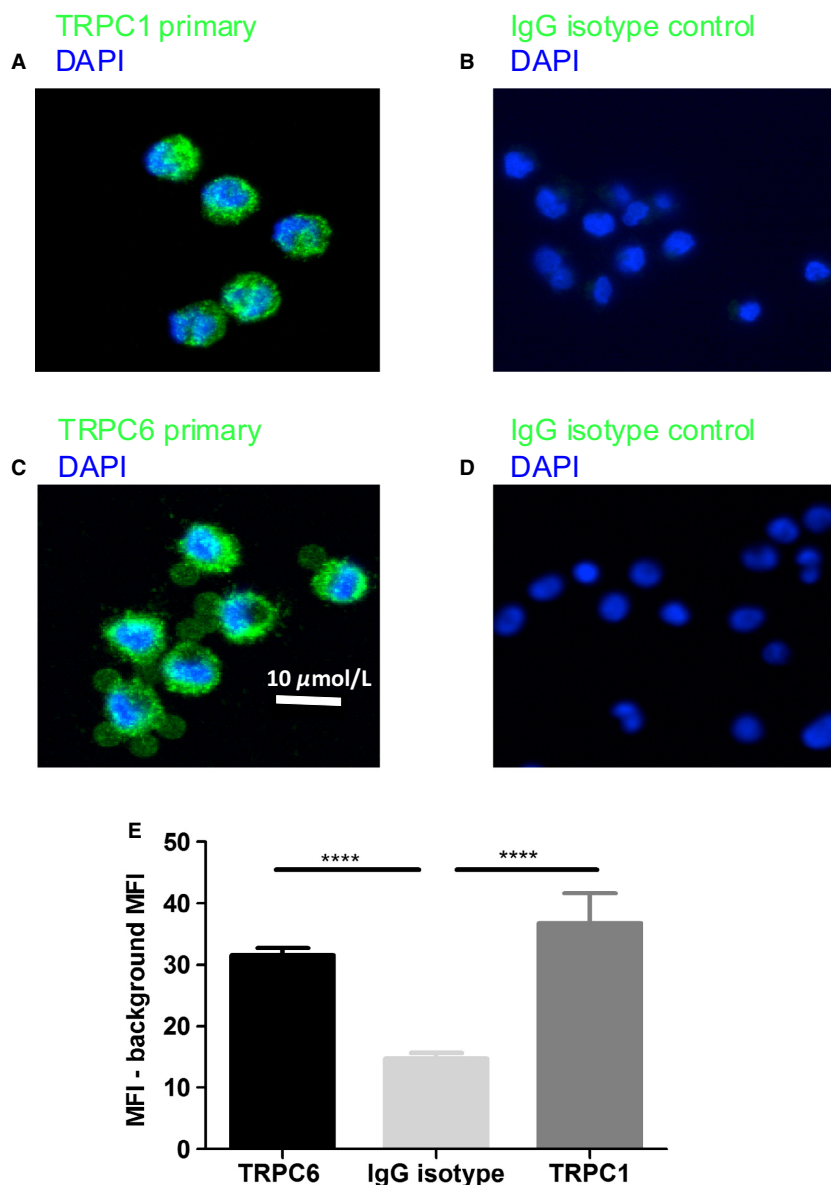 TRPC1 primary
A DAPI
IgG isotype control
B DAPI
TRPC6 primary
C DAPI
10 µmol/L
IgG isotype control
D DAPI
E
50
40
30
20
10
0
MFI - background MFI
**** ****
TRPC6 IgG isotype TRPC1